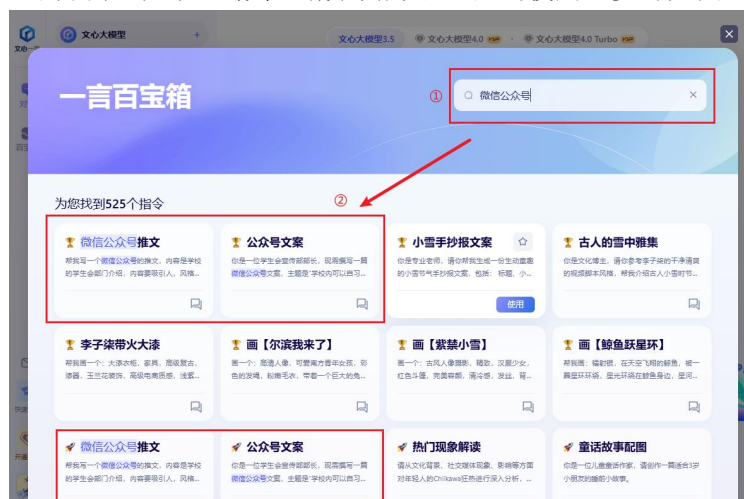 文心大模型 +
文心大模型3.5 文心大模型4.0 · 文心大模型4.0 Turbo
一言百宝箱
① 微信公众号 ×
为您找到525个指令
②
微信公众号推文
帮我写一个微信公众号的推文，内容是学校
的学生会部门介绍，内容要吸引人，风格...
公众号文案
你是一位学生会宣传部部长，现需撰写一篇
微信公众号文案，主题是“学校内可以自习...
小雪手抄报文案
你是专业老师，请你帮我生成一份生动童趣
的小雪节气手抄报文案，包括：标题，小...
使用
古人的雪中雅集
你是文化博主，请你参考李子柒的干净清爽
的视频脚本风格，帮我介绍古人小雪时节...
李子柒带火大漆
帮我画一个：大漆衣柜，家具，高级复古，
漆器，玉兰花装饰，高级电商质感，浅紫...
画【尔滨我来了】
画一个：高清人像，可爱南方青年女孩，彩
色的发绳，粉嫩毛衣，带着一个巨大的兔...
画【紫禁小雪】
画一个：古风人像摄影，精致，汉服少女，
红色斗篷，完美容颜，清冷感，发丝，背...
画【鲸鱼跃星环】
帮我画：辐射银，在天空飞翔的鲸鱼，被一
圈星环环绕，星光环绕在鲸鱼身边，星河...
微信公众号推文
帮我写一个微信公众号的推文，内容是学校
的学生会部门介绍，内容要吸引人，风格...
公众号文案
你是一位学生会宣传部部长，现需撰写一篇
微信公众号文案，主题是“学校内可以自习...
热门现象解读
请从文化背景、社交媒体现象、影响等方面
对年轻人的Chiikawa狂热进行深入分析，...
童话故事配图
你是一位儿童童话作家，请创作一篇适合3岁
小朋友的睡前小故事。